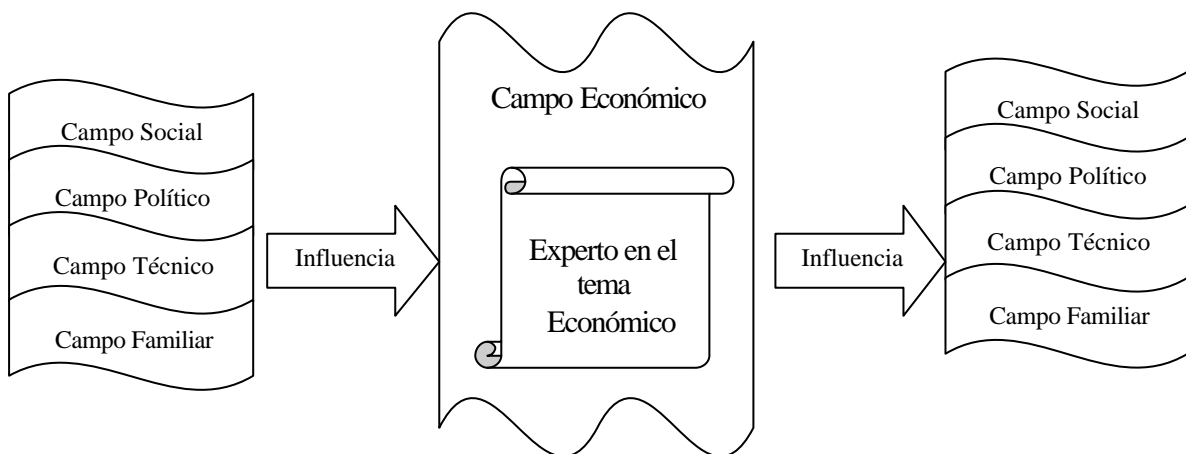 Campo Social
Campo Político
Campo Técnico
Campo Familiar
Influencia
Campo Económico
Experto en el
tema
Económico
Influencia
Campo Social
Campo Político
Campo Técnico
Campo Familiar